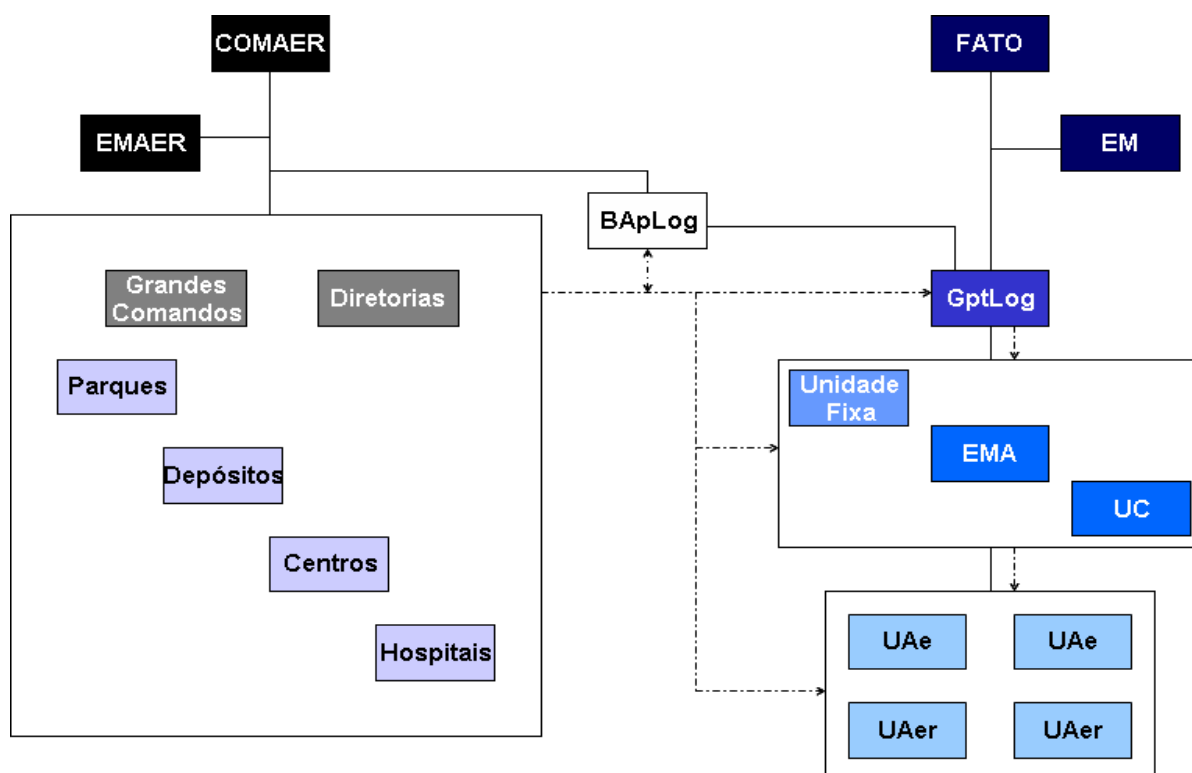 COMAER
FATO
EMAER
EM
BApLog
Grandes
Comandos
Diretorias
GptLog
Parques
Unidade
Fixa
EMA
Depósitos
UC
Centros
Hospitais
UAe
UAe
UAer
UAer